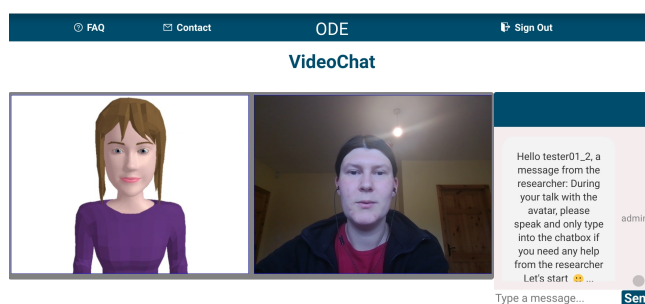 FAQ
Contact
ODE
Sign Out
VideoChat
Hello tester01_2, a
message from the
researcher: During
your talk with the
avatar, please
speak and only type
into the chatbox if
you need any help
from the researcher
Let's start 😬 ...
admin
Type a message...
Sen